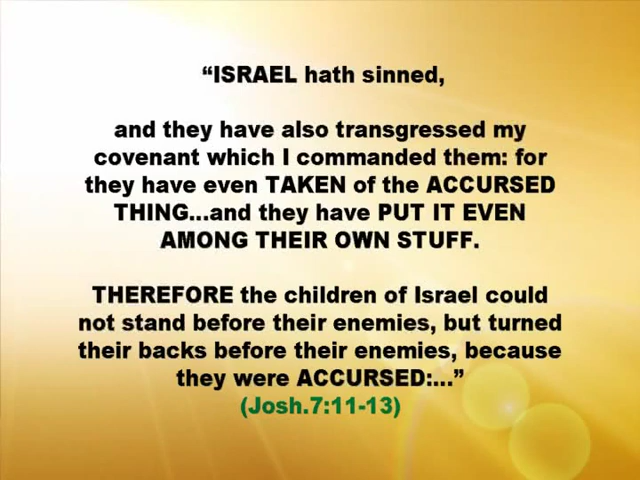 “ISRAEL hath sinned,
and they have also transgressed my
covenant which I commanded them: for
they have even TAKEN of the ACCURSED
THING...and they have PUT IT EVEN
AMONG THEIR OWN STUFF.
THEREFORE the children of Israel could
not stand before their enemies, but turned
their backs before their enemies, because
they were ACCURSED:...”
(Josh.7:11-13)